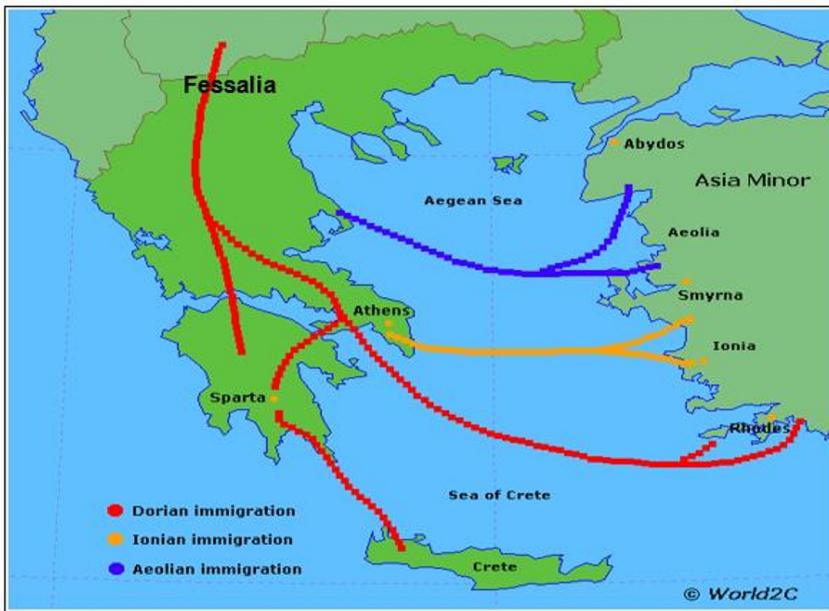 Fessalia
Abydos
Asia Minor
Aegean Sea
Aeolia
Smyrna
Athens
Ionia
Sparta
Rhodes
Sea of Crete
Dorian immigration
Ionian immigration
Aeolian immigration
Crete
© World2C